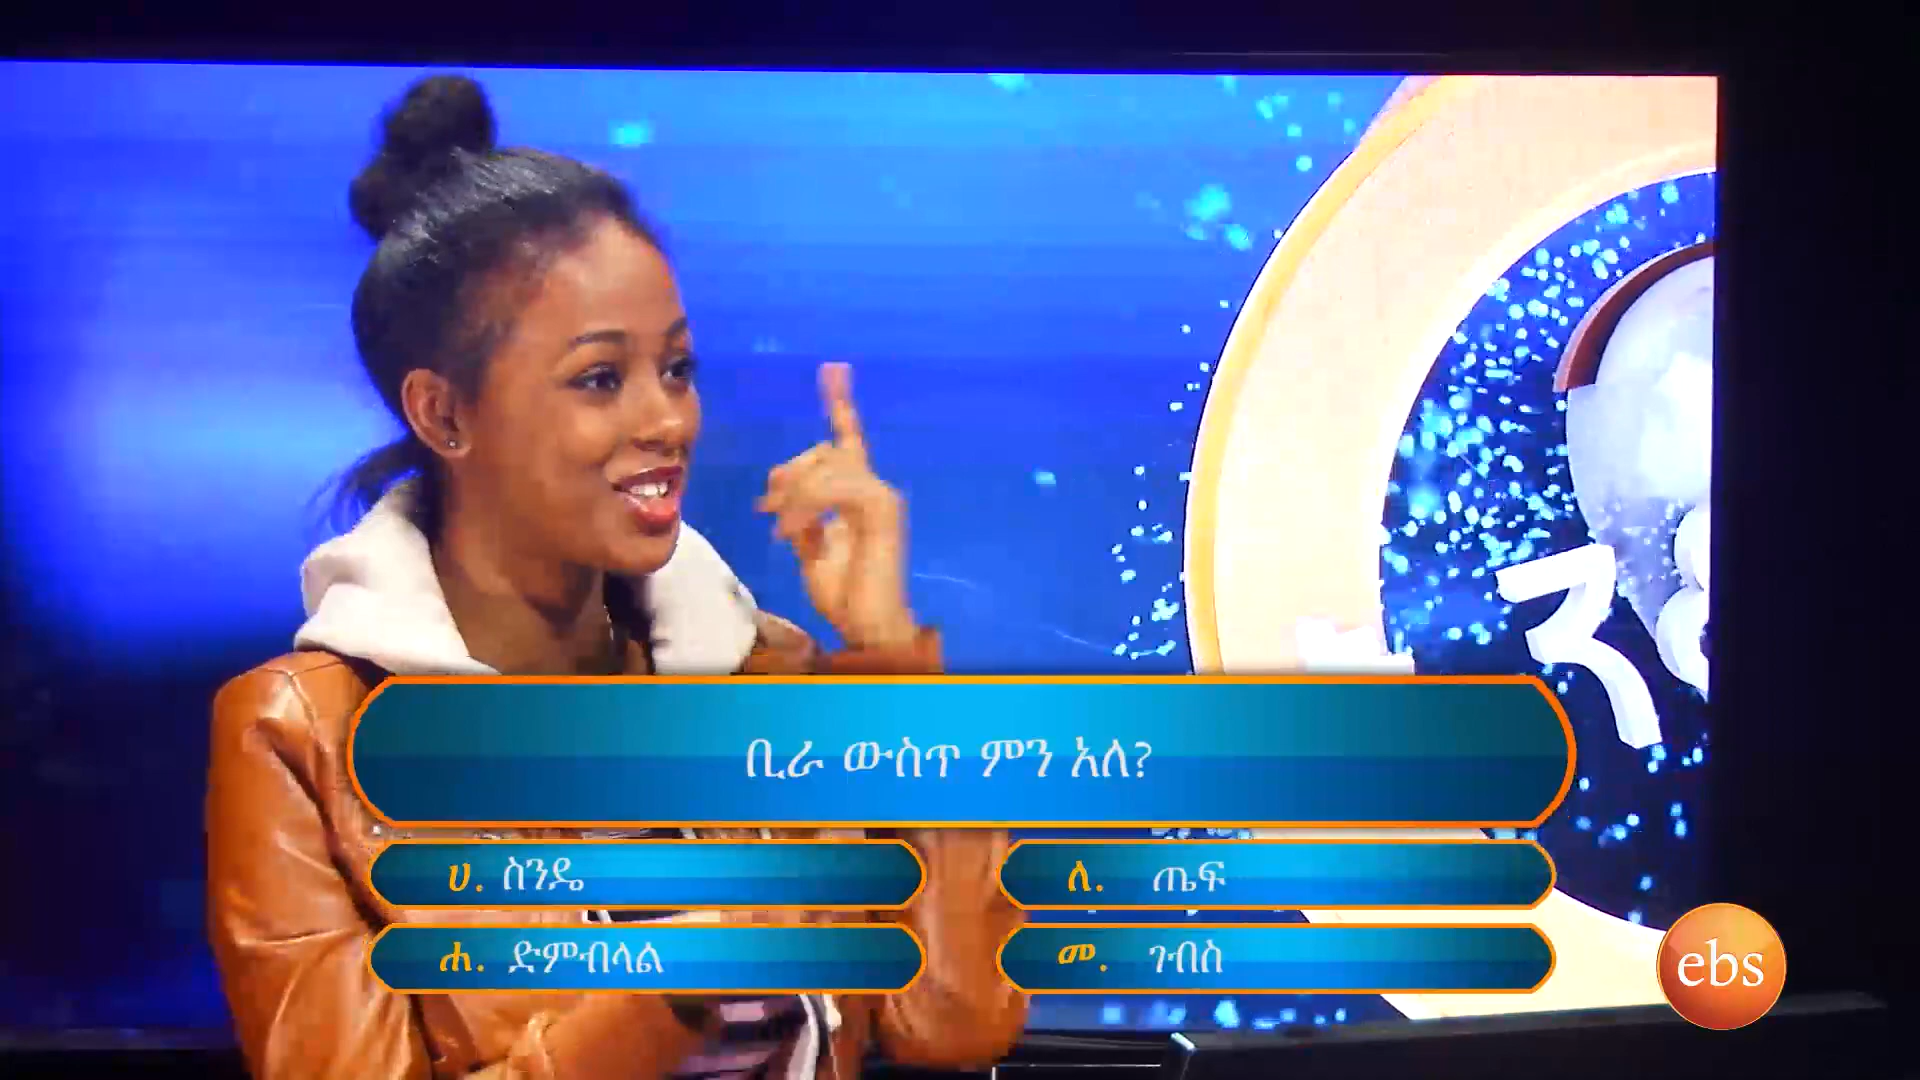 ቢራ ውስጥ ምን አለ?
ሀ. ስንዴ
ለ. ጤፍ
ሐ. ድምብላል
መ. ገብስ
ebs